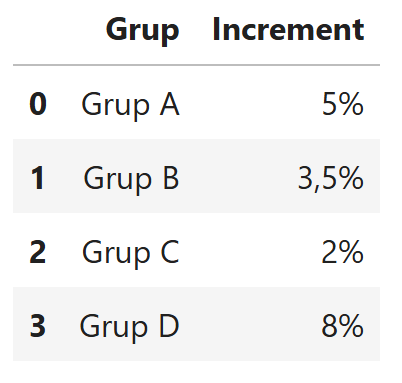 Grup Increment
0 Grup A 5%
1 Grup B 3,5%
2 Grup C 2%
3 Grup D 8%